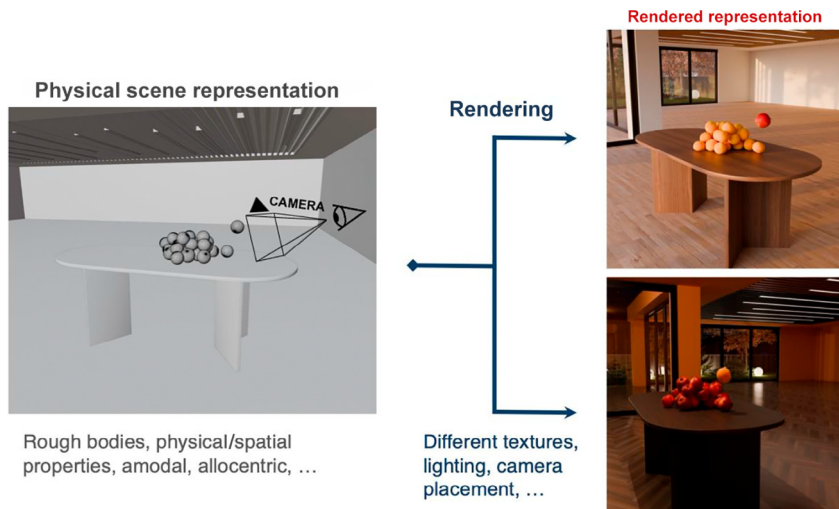 Rendered representation
Physical scene representation
Rendering
CAMERA
Rough bodies, physical/spatial
properties, amodal, allocentric, …
Different textures,
lighting, camera
placement, …